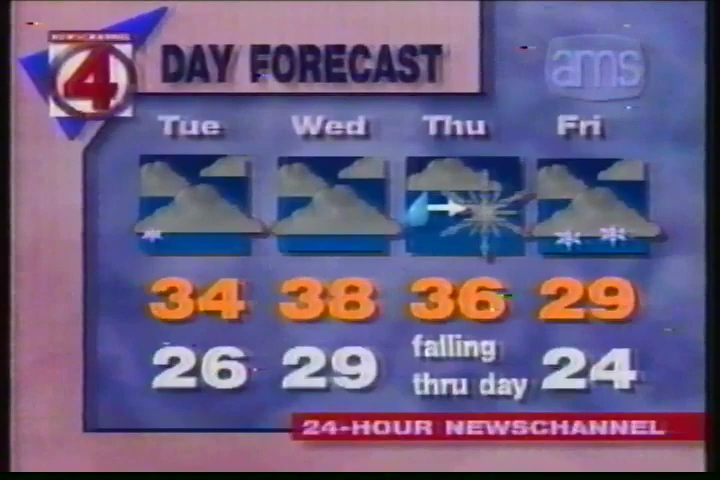 NEWSCHANNEL
4 DAY FORECAST
ams
Tue Wed Thu Fri
34 38 36 29
26 29 falling thru day 24
24-HOUR NEWSCHANNEL